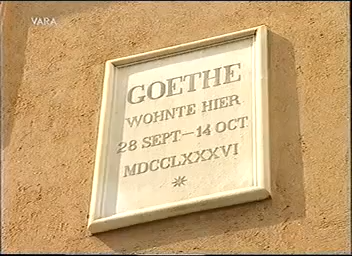 VARA
GOETHE
WOHNTE HIER
28 SEPT–14 OCT
MDCCLXXXVI